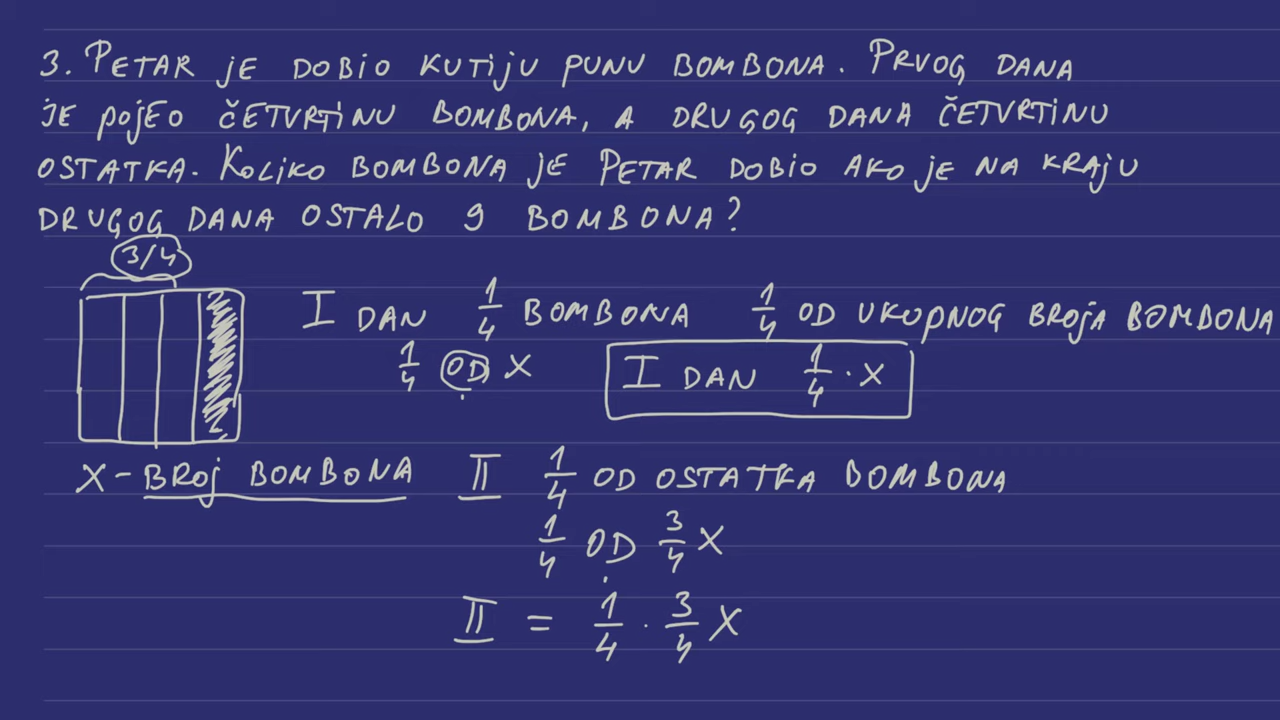 3. PETAR JE DOBIO KUTIJU PUNU BOMBONA. PRVOG DANA
JE POJEO ČETVRTINU BOMBONA, A DRUGOG DANA ČETVRTINU
OSTATKA. KOLIKO BOMBONA JE PETAR DOBIO AKO JE NA KRAJU
DRUGOG DANA OSTALO 9 BOMBONA?
3/4
I DAN 1/4 BOMBONA 1/4 OD UKUPNOG BROJA BOMBONA
1/4 OD X I DAN 1/4 · X
X - BROJ BOMBONA II 1/4 OD OSTATKA BOMBONA
1/4 OD 3/4 X
II = 1/4 · 3/4 X